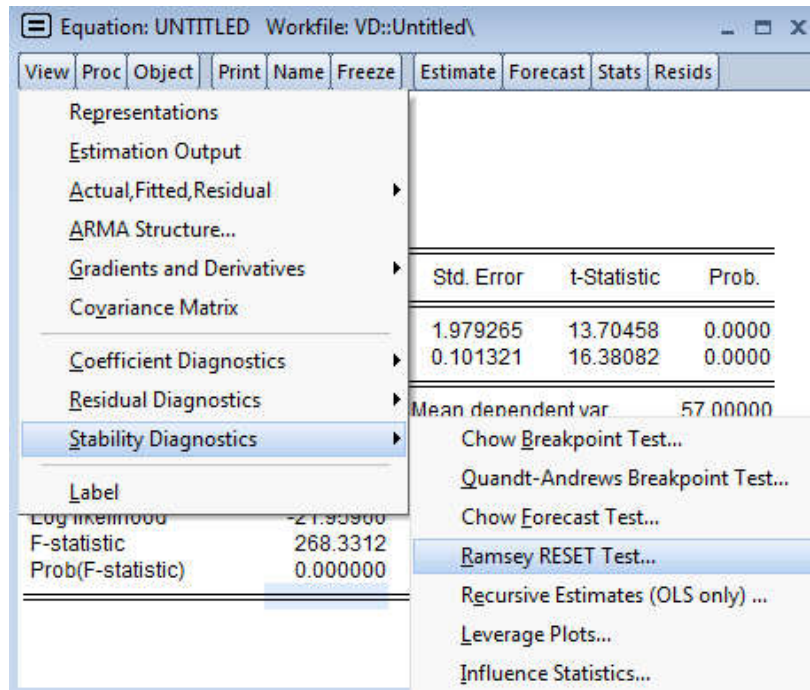 Equation: UNTITLED Workfile: VD::Untitled\
View Proc Object Print Name Freeze Estimate Forecast Stats Resids
Representations
Estimation Output
Actual,Fitted,Residual
ARMA Structure...
Gradients and Derivatives
Covariance Matrix
Coefficient Diagnostics
Residual Diagnostics
Stability Diagnostics
Label
Std. Error t-Statistic Prob.
1.979265 13.70458 0.0000
0.101321 16.38082 0.0000
Mean dependent var 57.00000
Chow Breakpoint Test...
Quandt-Andrews Breakpoint Test...
Chow Forecast Test...
Ramsey RESET Test...
Recursive Estimates (OLS only) ...
Leverage Plots...
Influence Statistics...
Log likelihood -21.95960
F-statistic 268.3312
Prob(F-statistic) 0.000000